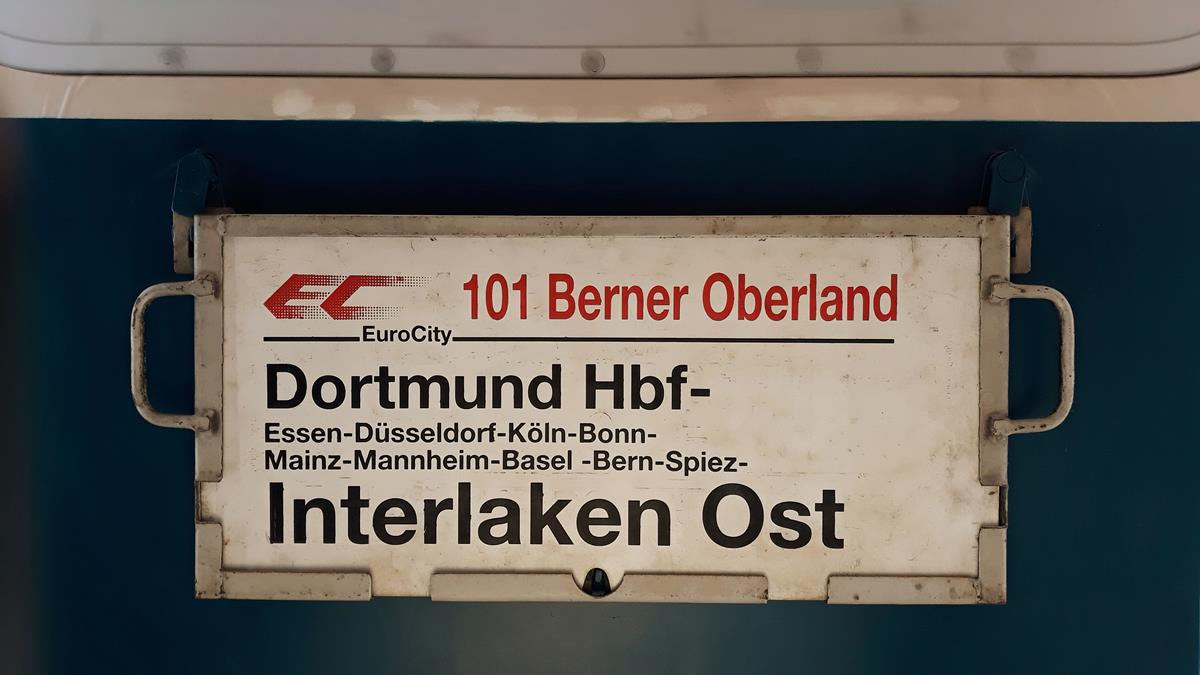 EC 101 Berner Oberland
EuroCity
Dortmund Hbf-
Essen-Düsseldorf-Köln-Bonn-
Mainz-Mannheim-Basel -Bern-Spiez-
Interlaken Ost